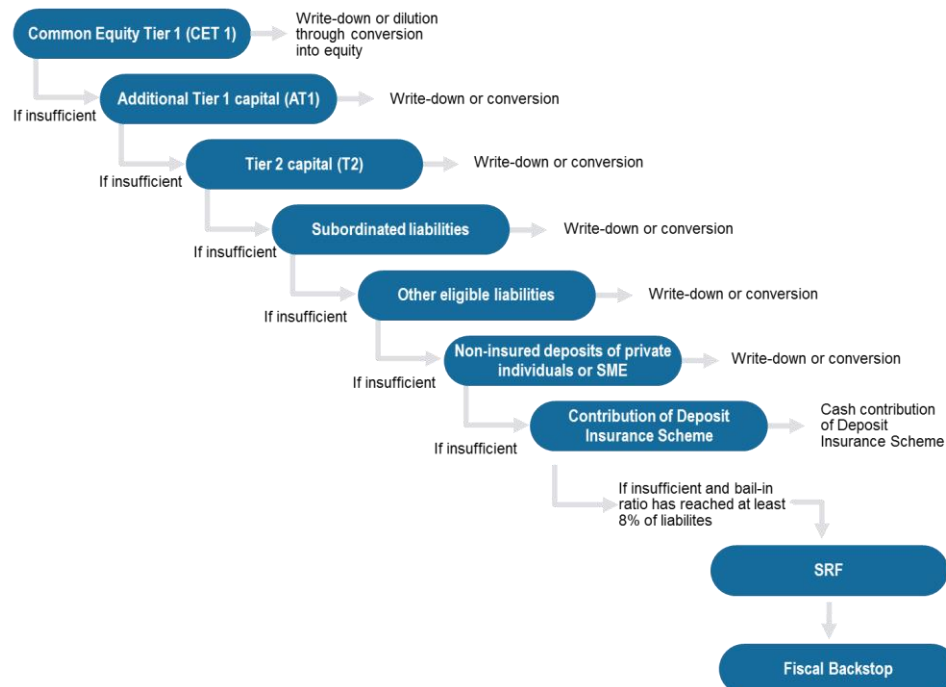 Common Equity Tier 1 (CET 1)
Write-down or dilution
through conversion
into equity
If insufficient
Additional Tier 1 capital (AT1)
Write-down or conversion
If insufficient
Tier 2 capital (T2)
Write-down or conversion
If insufficient
Subordinated liabilities
Write-down or conversion
If insufficient
Other eligible liabilities
Write-down or conversion
If insufficient
Non-insured deposits of private
individuals or SME
Write-down or conversion
If insufficient
Contribution of Deposit
Insurance Scheme
Cash contribution
of Deposit
Insurance Scheme
If insufficient and bail-in
ratio has reached at least
8% of liabilites
SRF
Fiscal Backstop